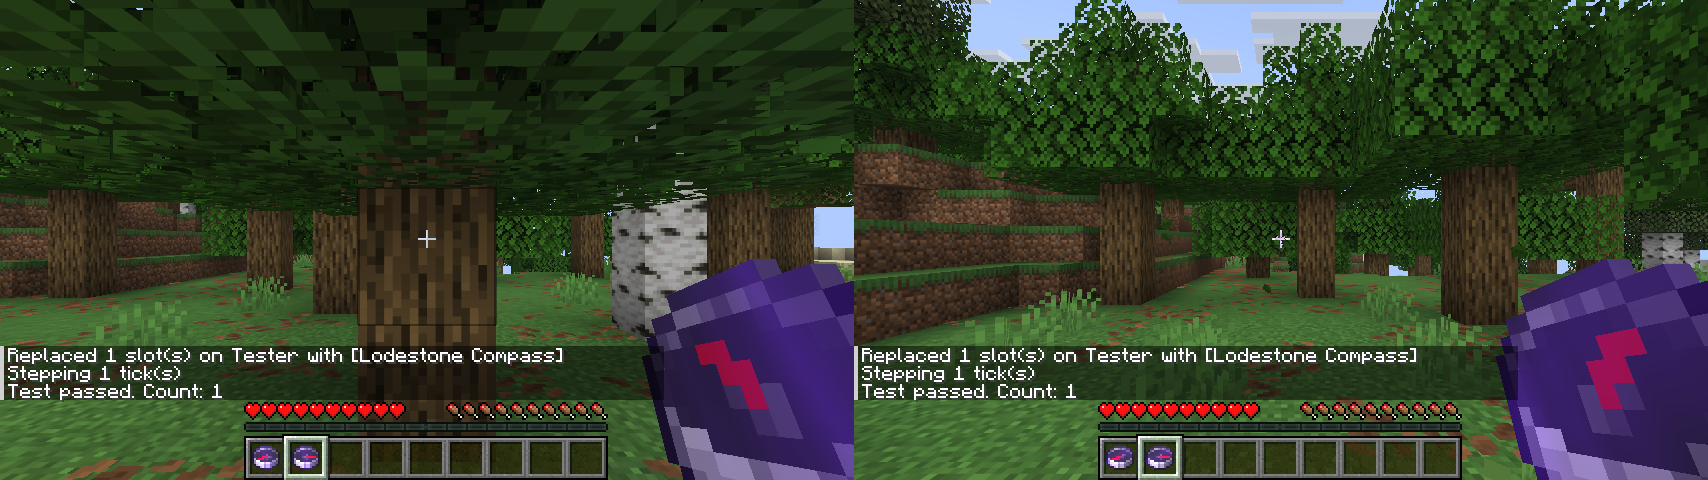 Replaced 1 slot(s) on Tester with [Lodestone Compass]
Stepping 1 tick(s)
Test passed. Count: 1
Replaced 1 slot(s) on Tester with [Lodestone Compass]
Stepping 1 tick(s)
Test passed. Count: 1